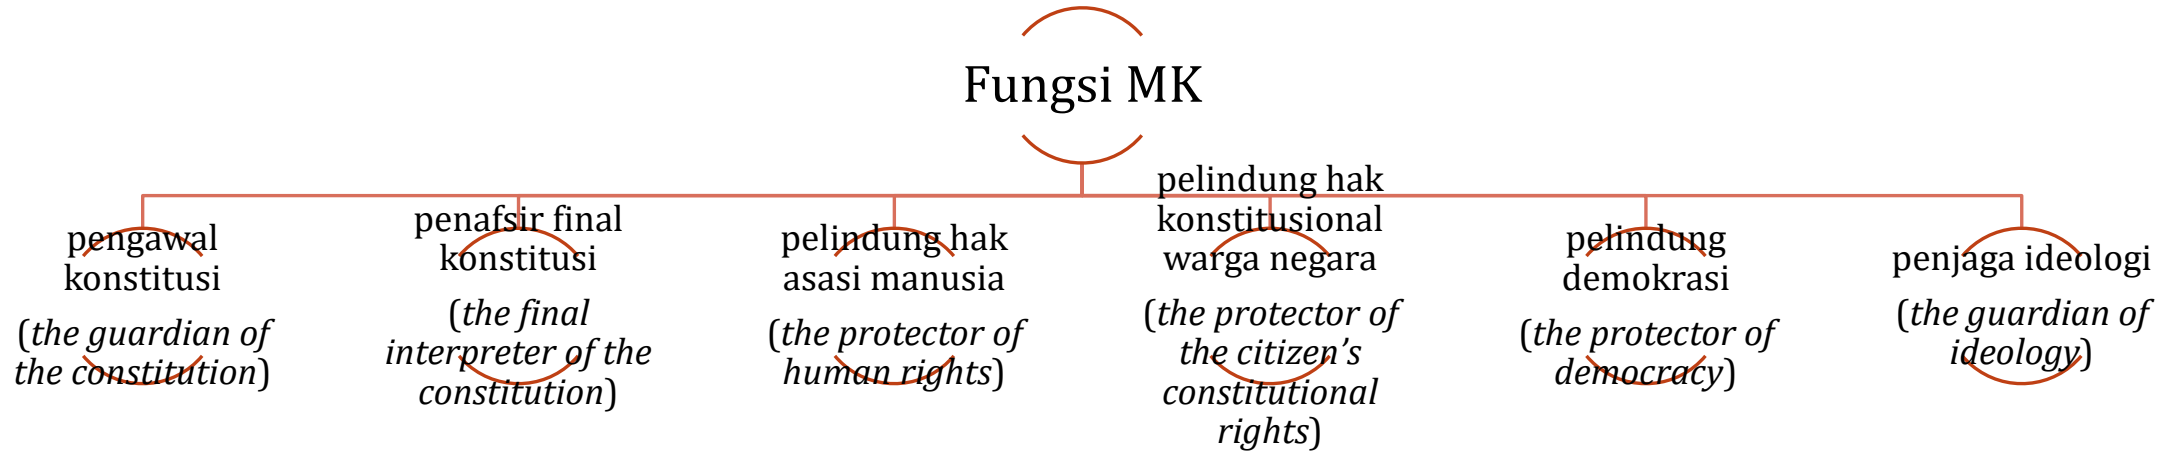 Fungsi MK
pengawal
konstitusi
(the guardian of
the constitution)
penafsir final
konstitusi
(the final
interpreter of the
constitution)
pelindung hak
asasi manusia
(the protector of
human rights)
pelindung hak
konstitusional
warga negara
(the protector of
the citizen’s
constitutional
rights)
pelindung
demokrasi
(the protector of
democracy)
penjaga ideologi
(the guardian of
ideology)